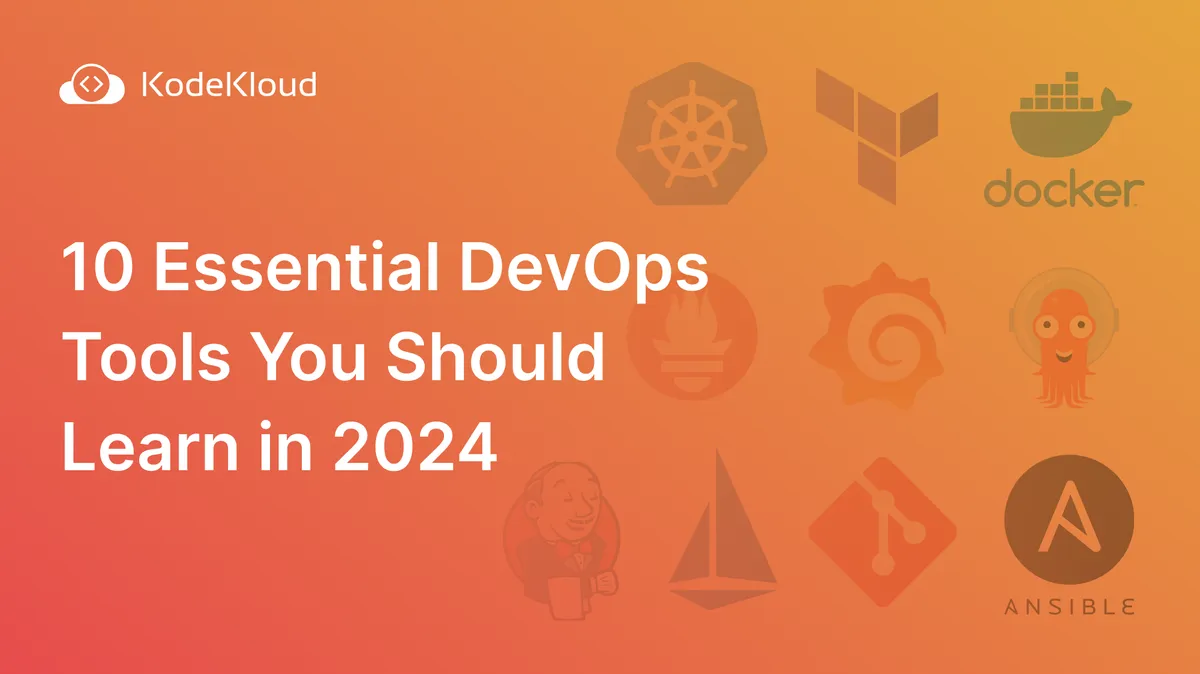 KodeKloud
docker
10 Essential DevOps
Tools You Should
Learn in 2024
ANSIBLE